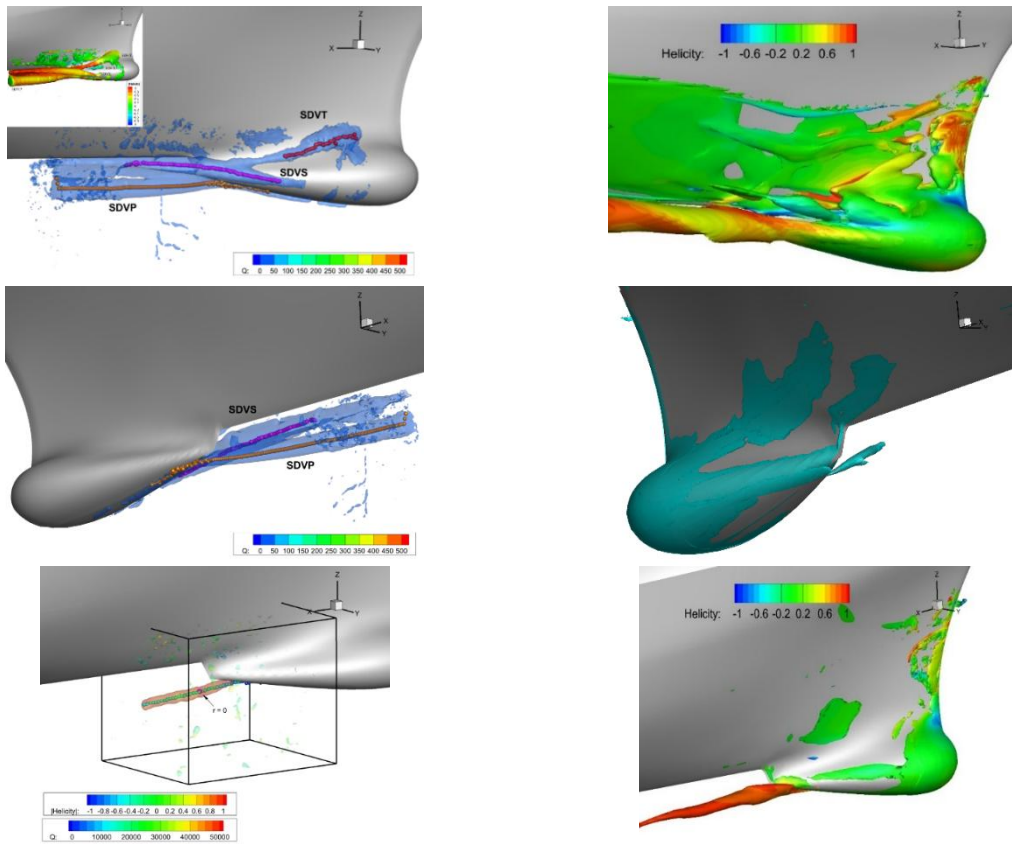 Z
X Y
SDVT
SDVS
SDVP
Q: 0 50 100 150 200 250 300 350 400 450 500
Z
X Y
Helicity: -1 -0.6 -0.2 0.2 0.6 1
Z
X
Y
SDVS
SDVP
Q: 0 50 100 150 200 250 300 350 400 450 500
Z
X Y
r = 0
|Helicity|: -1 -0.8 -0.6 -0.4 -0.2 0 0.2 0.4 0.6 0.8 1
Q: 0 10000 20000 30000 40000 50000
Z
X Y
Helicity: -1 -0.6 -0.2 0.2 0.6 1